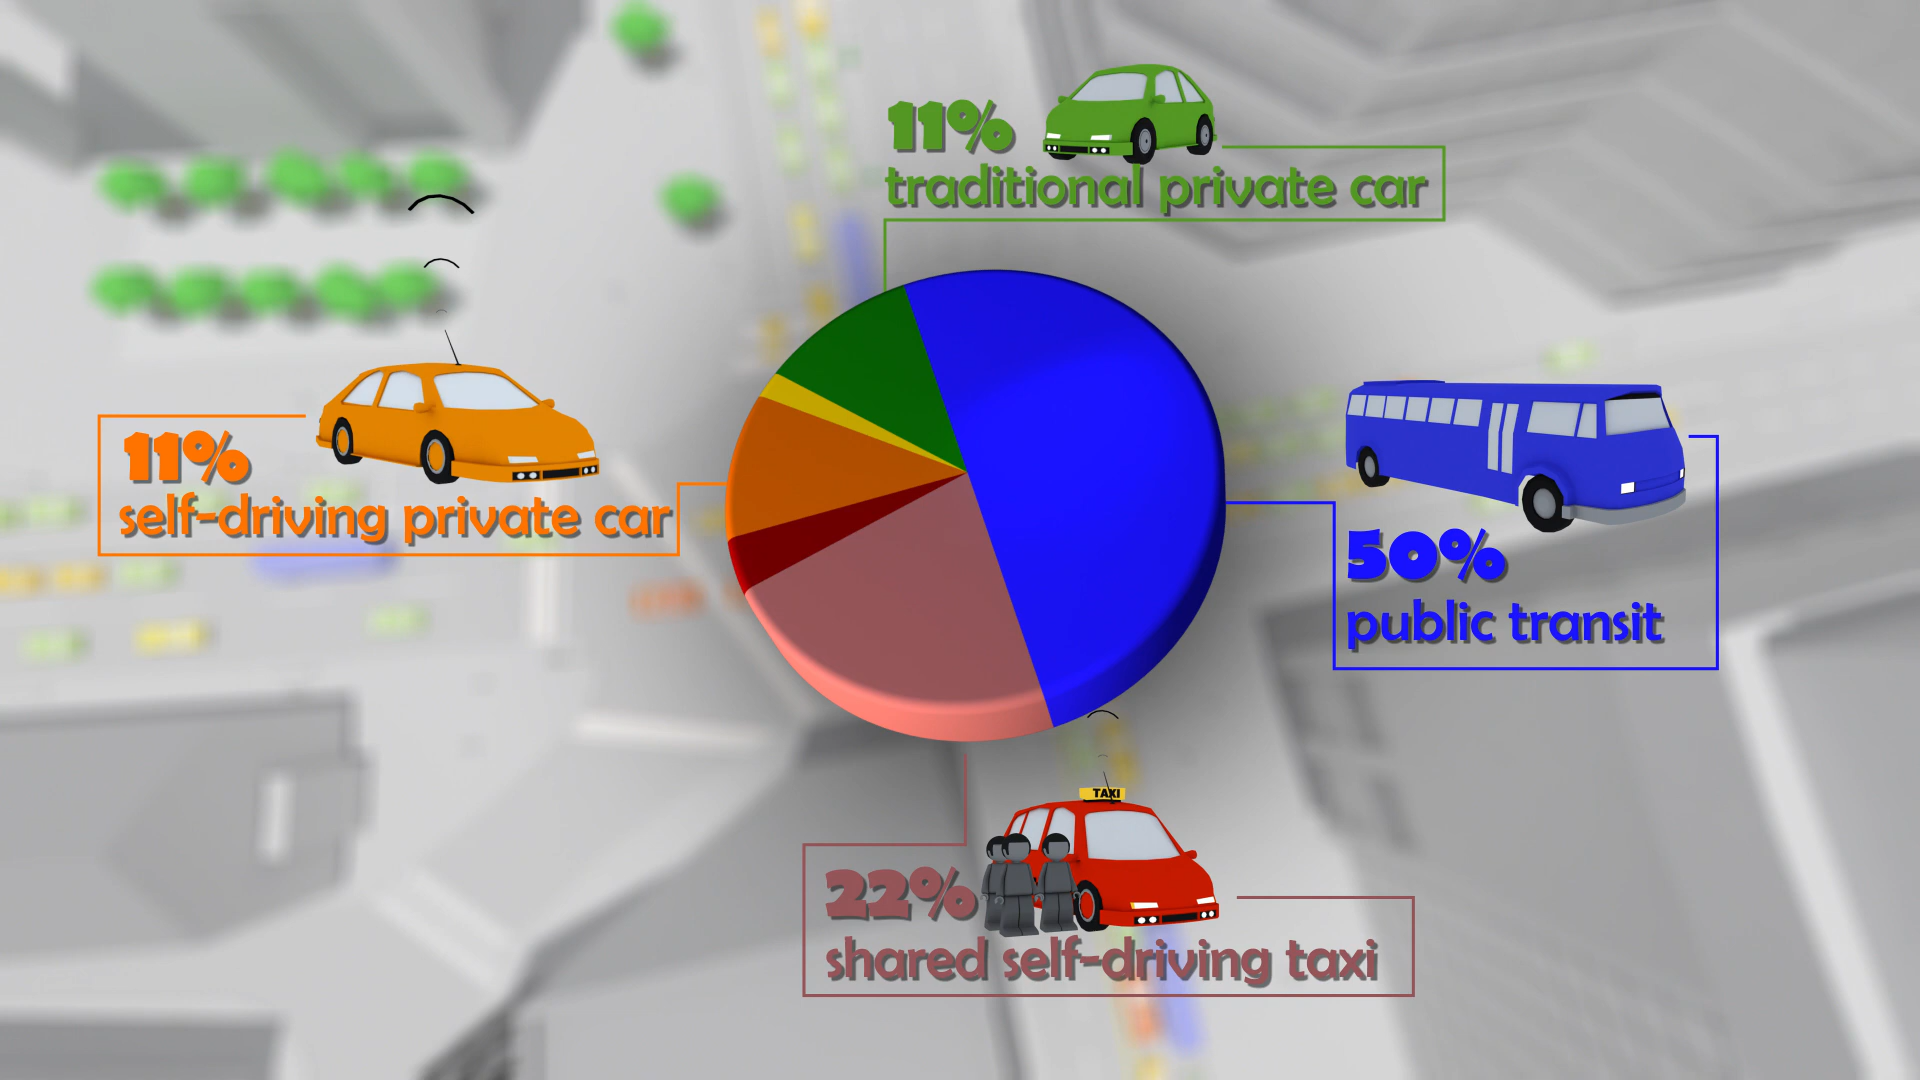 11%
traditional private car
11%
self-driving private car
50%
public transit
TAXI
22%
shared self-driving taxi